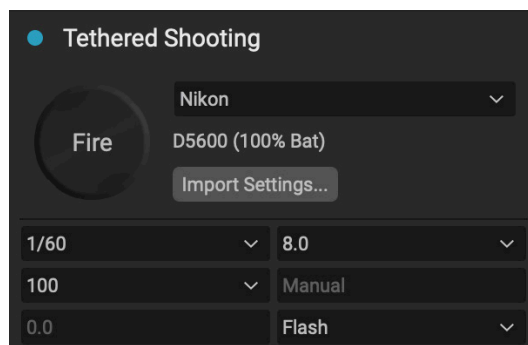 Tethered Shooting
Fire
Nikon
D5600 (100% Bat)
Import Settings...
1/60
8.0
100
Manual
0.0
Flash